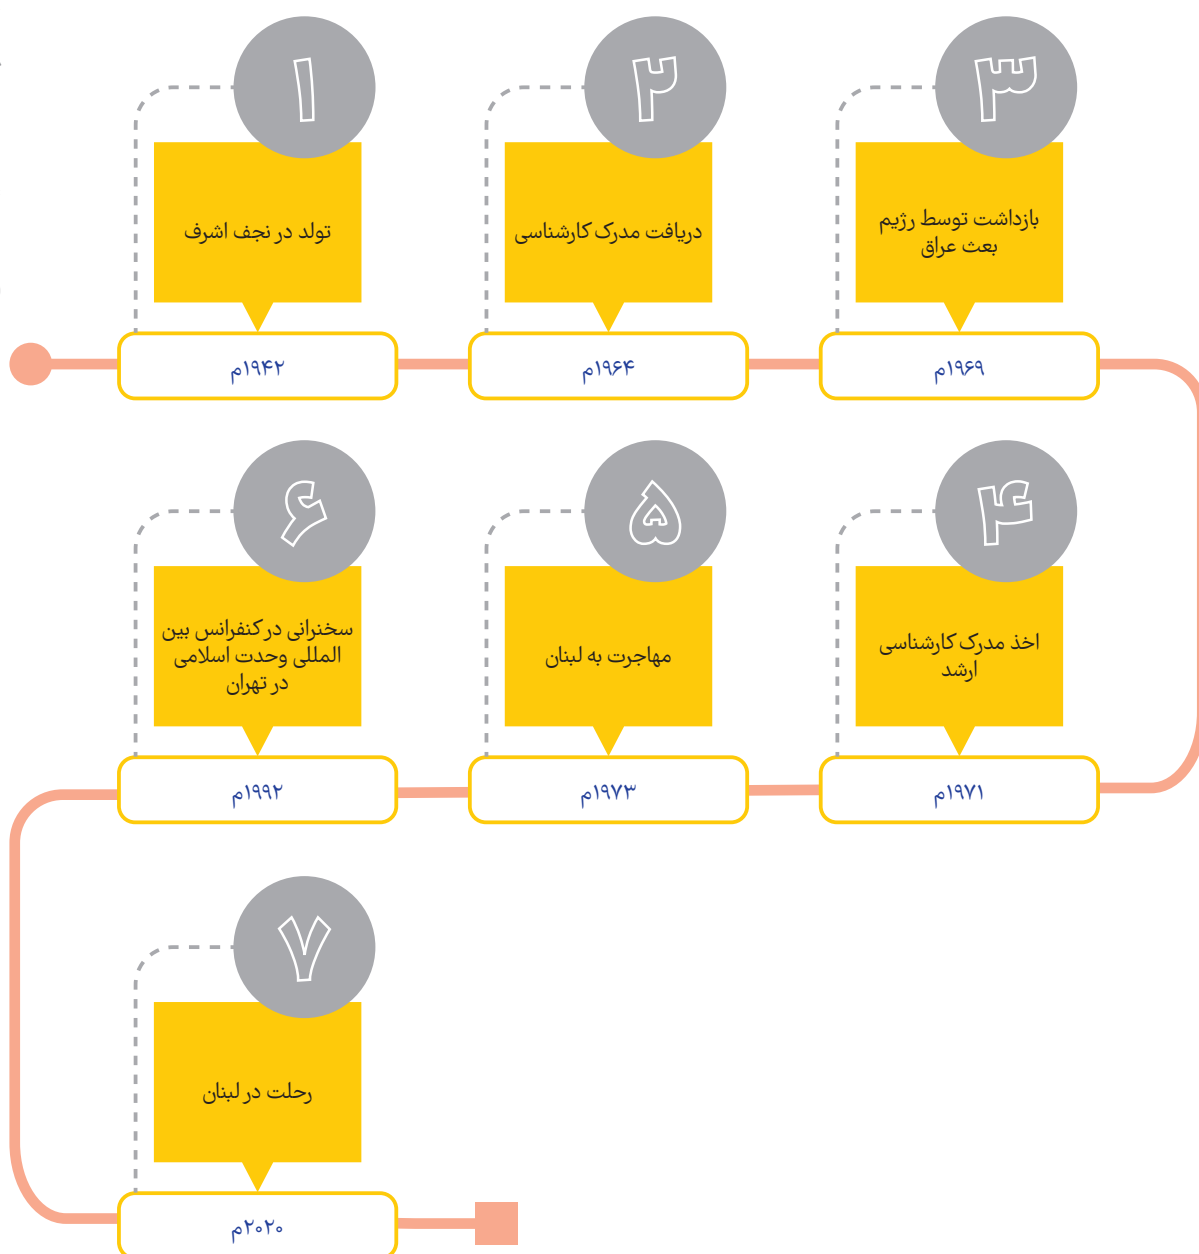 ۱
تولد در نجف اشرف
۱۹۴۲م
۲
دریافت مدرک کارشناسی
۱۹۶۴م
۳
بازداشت توسط رژیم
بعث عراق
۱۹۶۹م
۴
اخذ مدرک کارشناسی
ارشد
۱۹۷۱م
۵
مهاجرت به لبنان
۱۹۷۳م
۶
سخنرانی در کنفرانس بین
المللی وحدت اسلامی
در تهران
۱۹۹۲م
۷
رحلت در لبنان
۲۰۲۰م